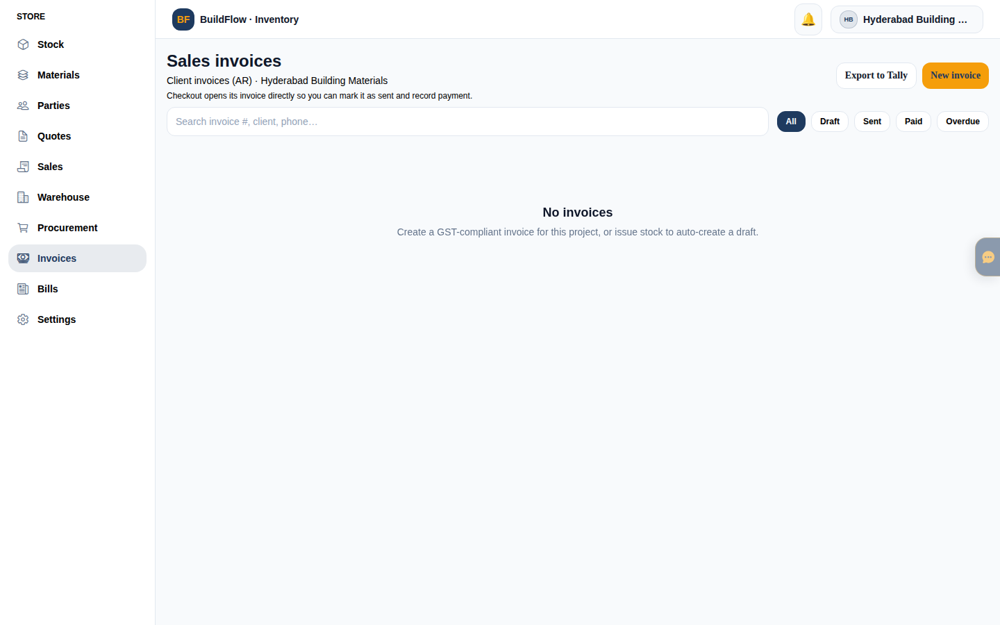 STORE
Stock
Materials
Parties
Quotes
Sales
Warehouse
Procurement
Invoices
Bills
Settings
BF
BuildFlow · Inventory
HB
Hyderabad Building ...
Sales invoices
Client invoices (AR) · Hyderabad Building Materials
Checkout opens its invoice directly so you can mark it as sent and record payment.
Export to Tally
New invoice
Search invoice #, client, phone…
All
Draft
Sent
Paid
Overdue
No invoices
Create a GST-compliant invoice for this project, or issue stock to auto-create a draft.